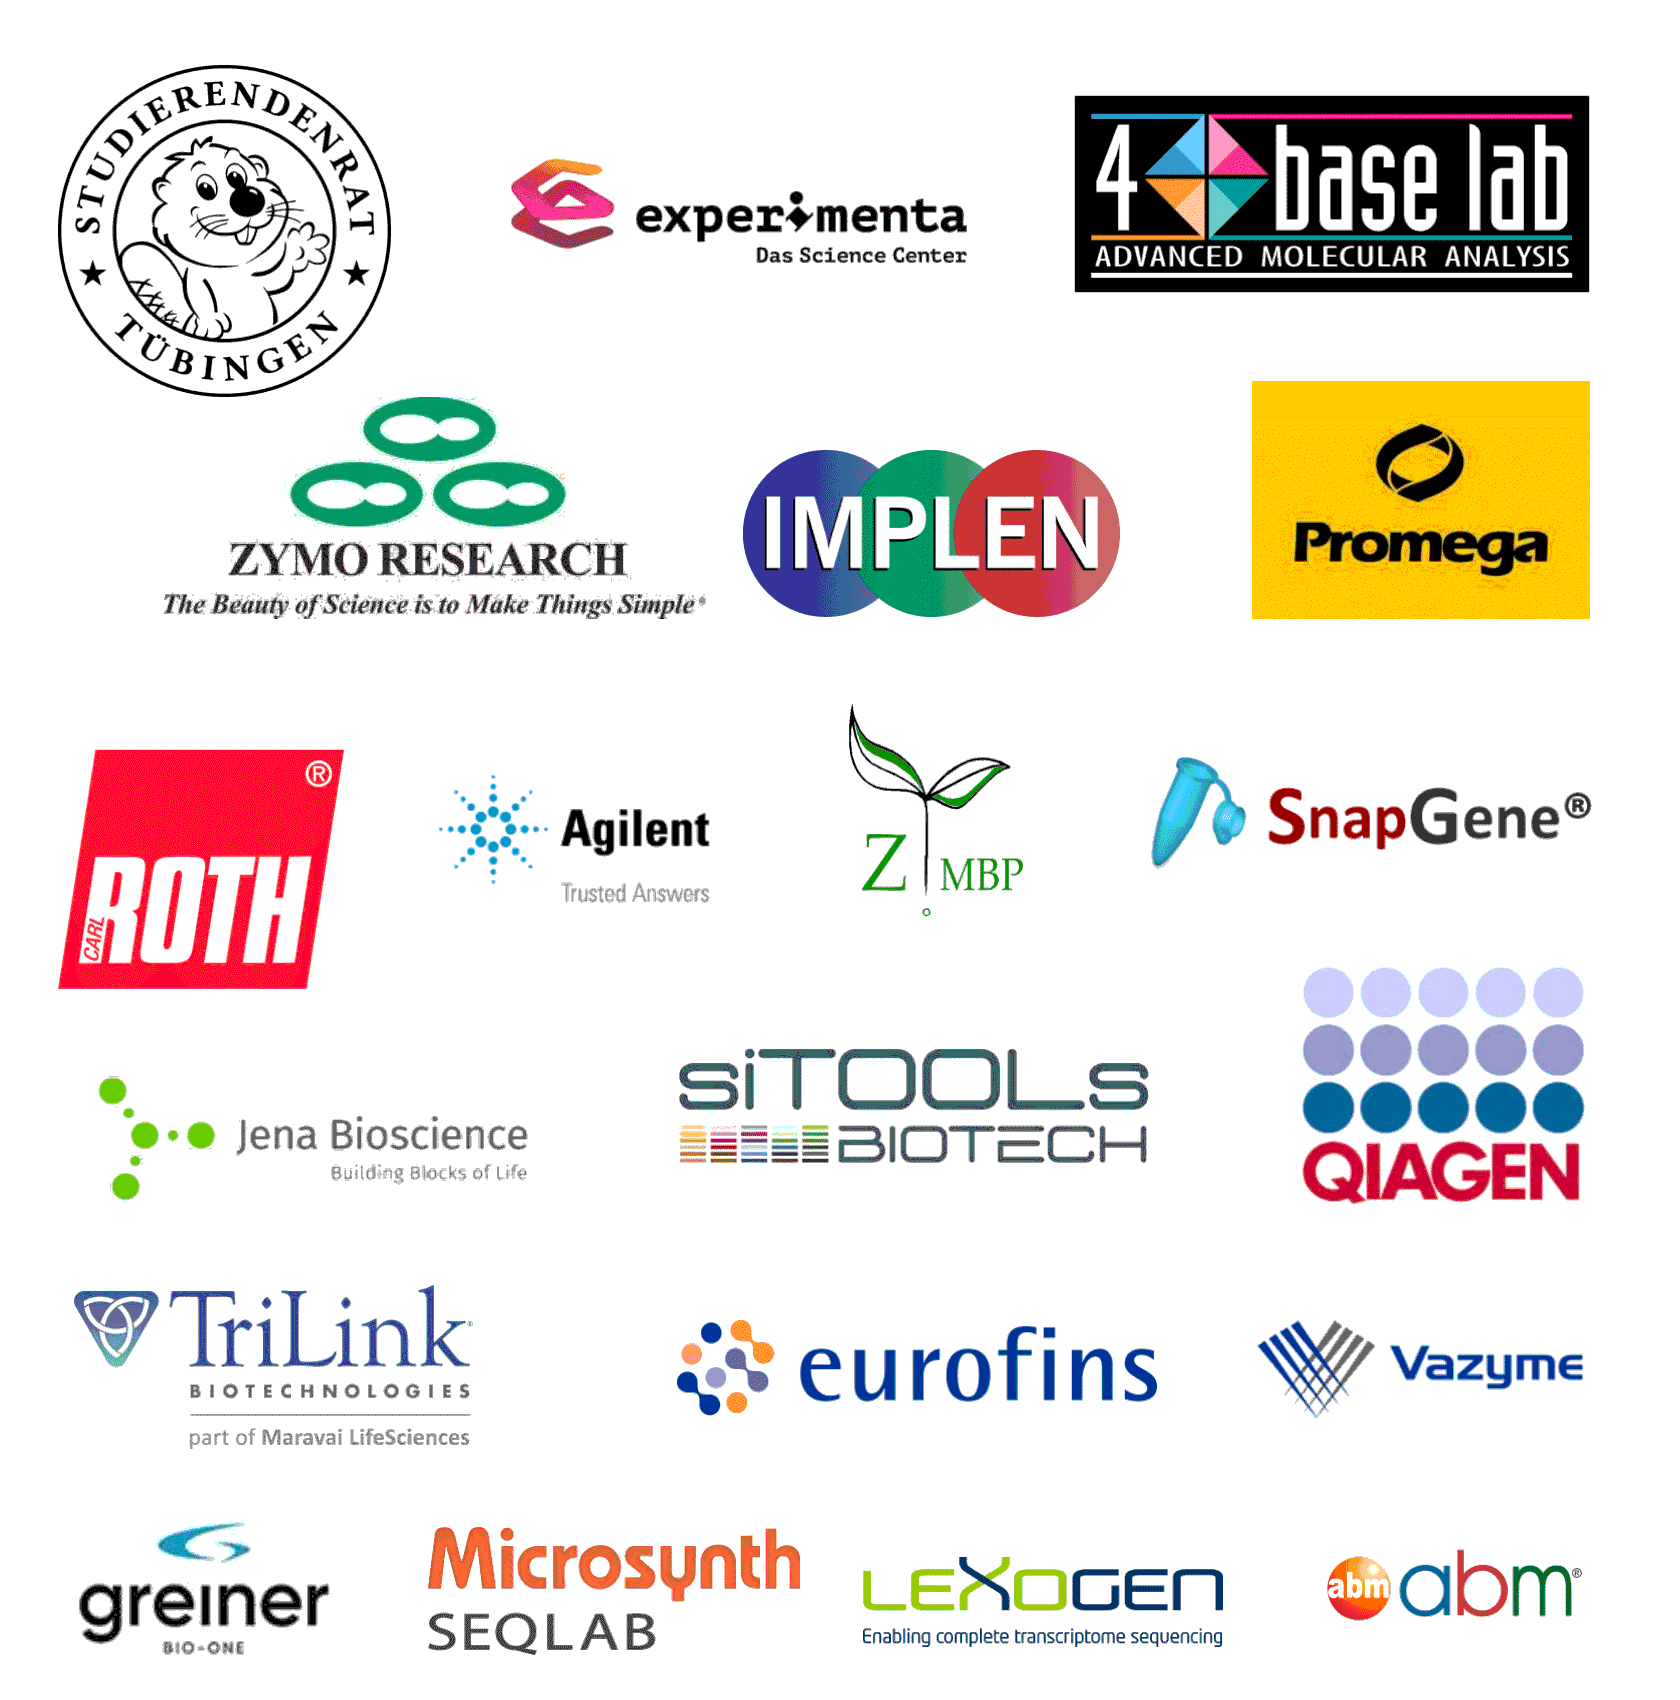 STUDIERENDENRAT
★ TÜBINGEN ★
experimenta
Das Science Center
4 base lab
ADVANCED MOLECULAR ANALYSIS
ZYMO RESEARCH
The Beauty of Science is to Make Things Simple®
IMPLEN
Promega
®
CARL ROTH
Agilent
Trusted Answers
ZMBP
SnapGene®
Jena Bioscience
Building Blocks of Life
siTOOLs
BIOTECH
QIAGEN
TriLink®
BIOTECHNOLOGIES
part of Maravai LifeSciences
eurofins
Vazyme
greiner
BIO-ONE
Microsynth
SEQLAB
LEXOGEN
Enabling complete transcriptome sequencing
abm abm®